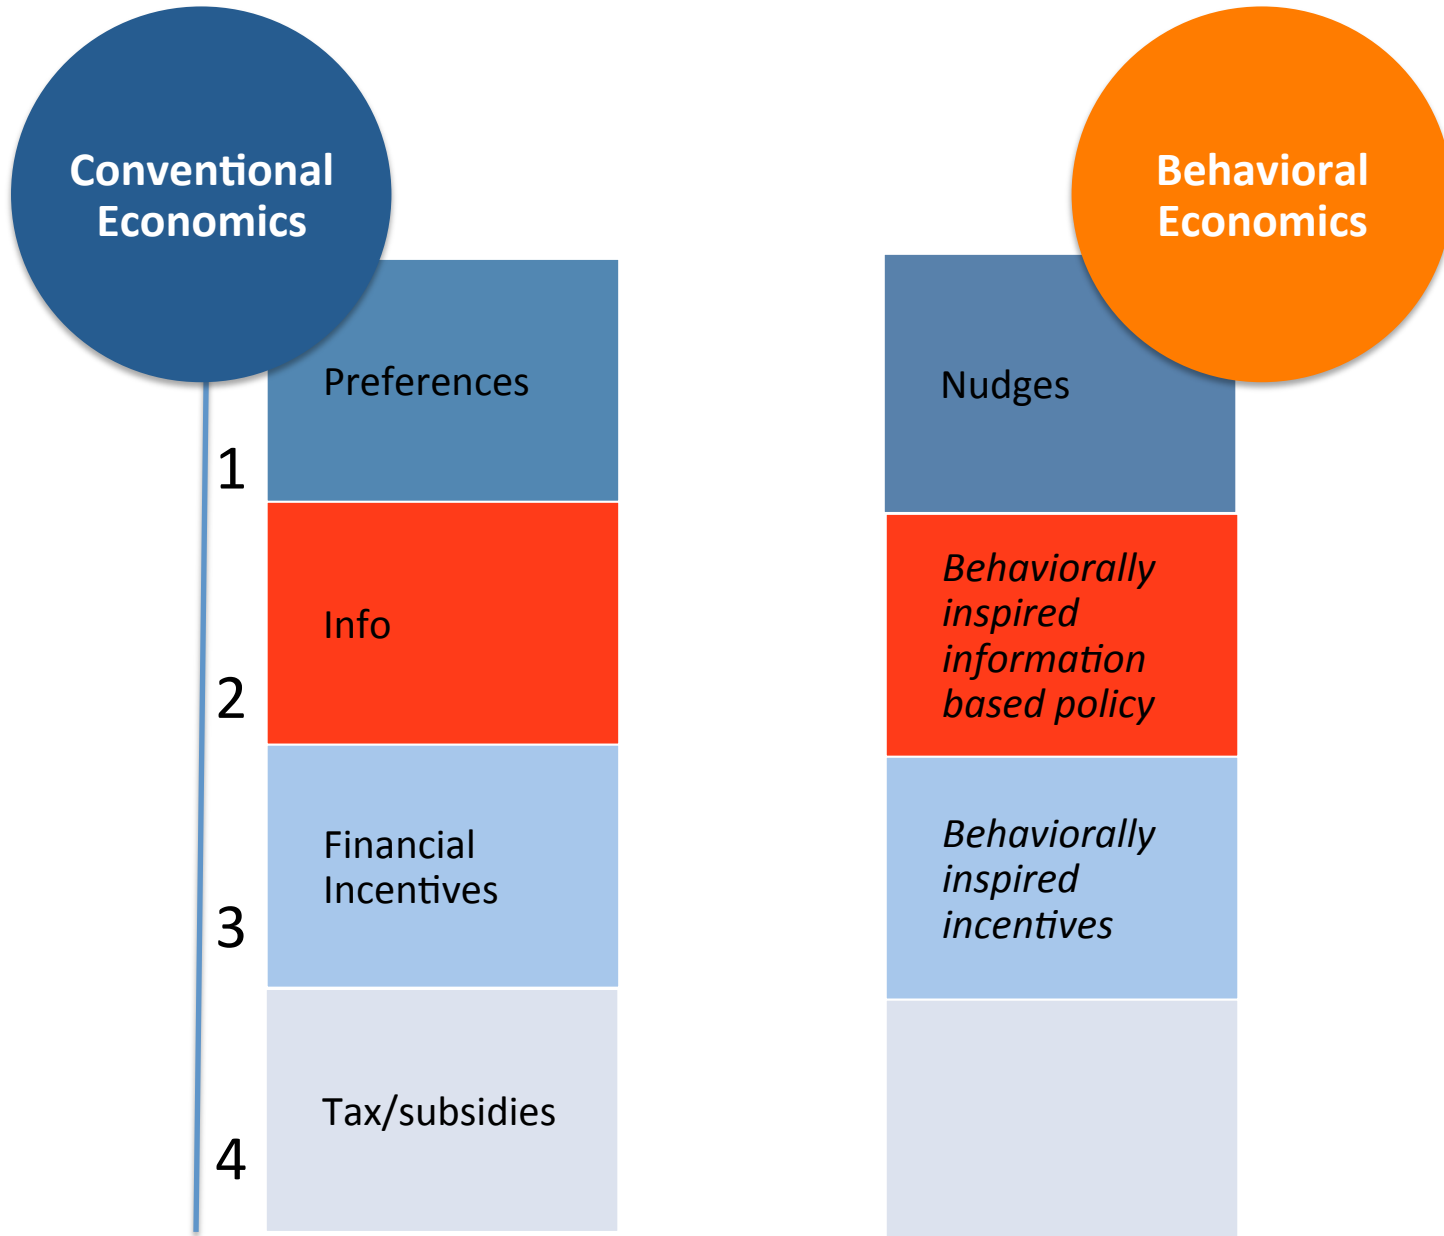 Conventional
Economics
Behavioral
Economics
Preferences
1
Info
2
Financial
Incentives
3
Tax/subsidies
4
Nudges
Behaviorally
inspired
information
based policy
Behaviorally
inspired
incentives